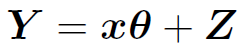 Y = xθ + Z